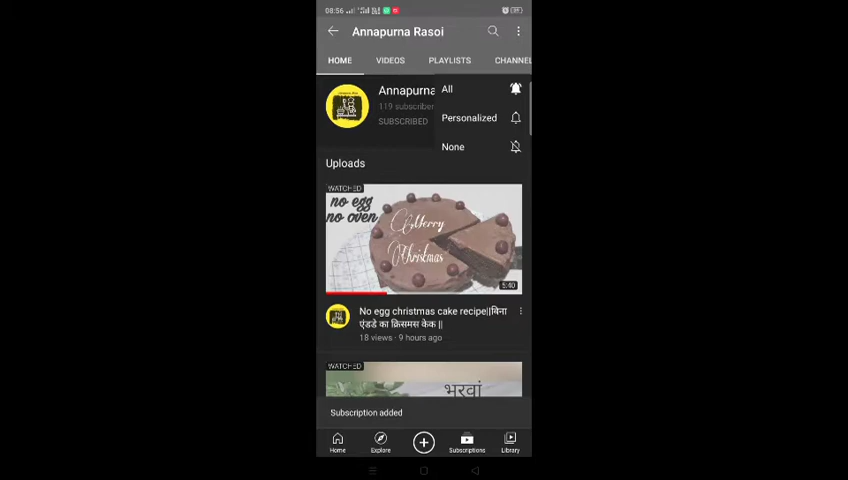 08:56
Annapurna Rasoi
HOME VIDEOS PLAYLISTS CHANNEL
Annapurna
119 subscriber
SUBSCRIBED
All
Personalized
None
Uploads
WATCHED
no egg
no oven
Merry
Christmas
5:40
No egg christmas cake recipe||बिना
एंडडे का क्रिसमस केक ||
18 views · 9 hours ago
WATCHED
भरवां
Subscription added
Home Explore Subscriptions Library